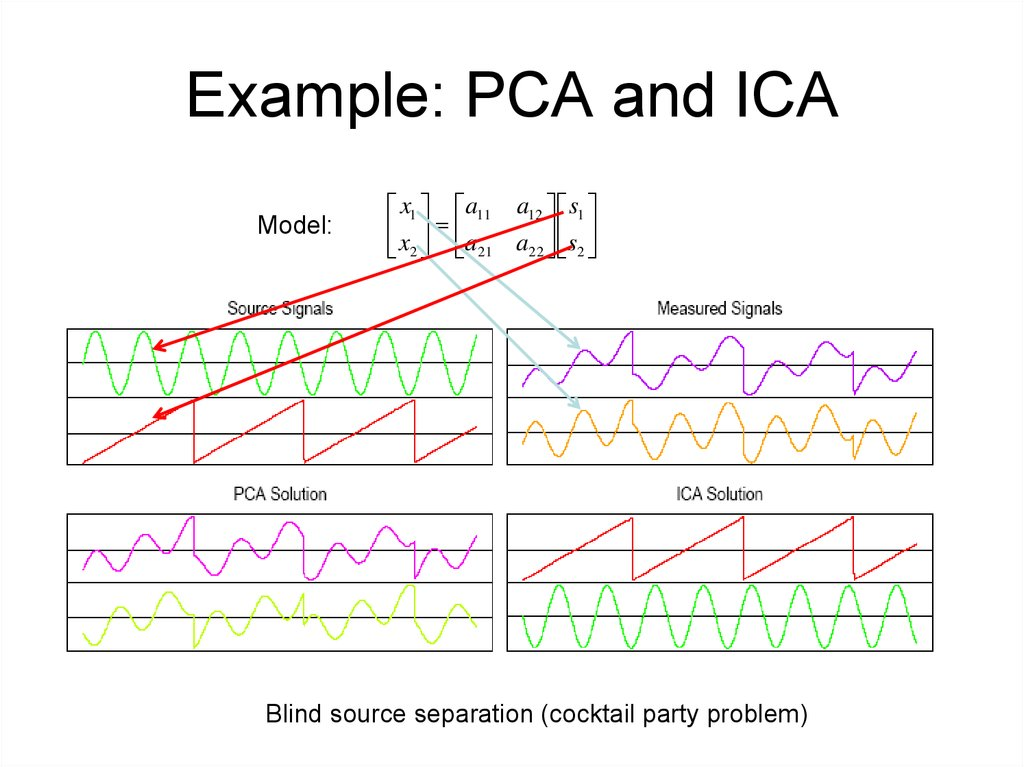 Example: PCA and ICA
Model:
[x₁; x₂] = [a₁₁ a₁₂; a₂₁ a₂₂][s₁; s₂]
Source Signals
Measured Signals
PCA Solution
ICA Solution
Blind source separation (cocktail party problem)